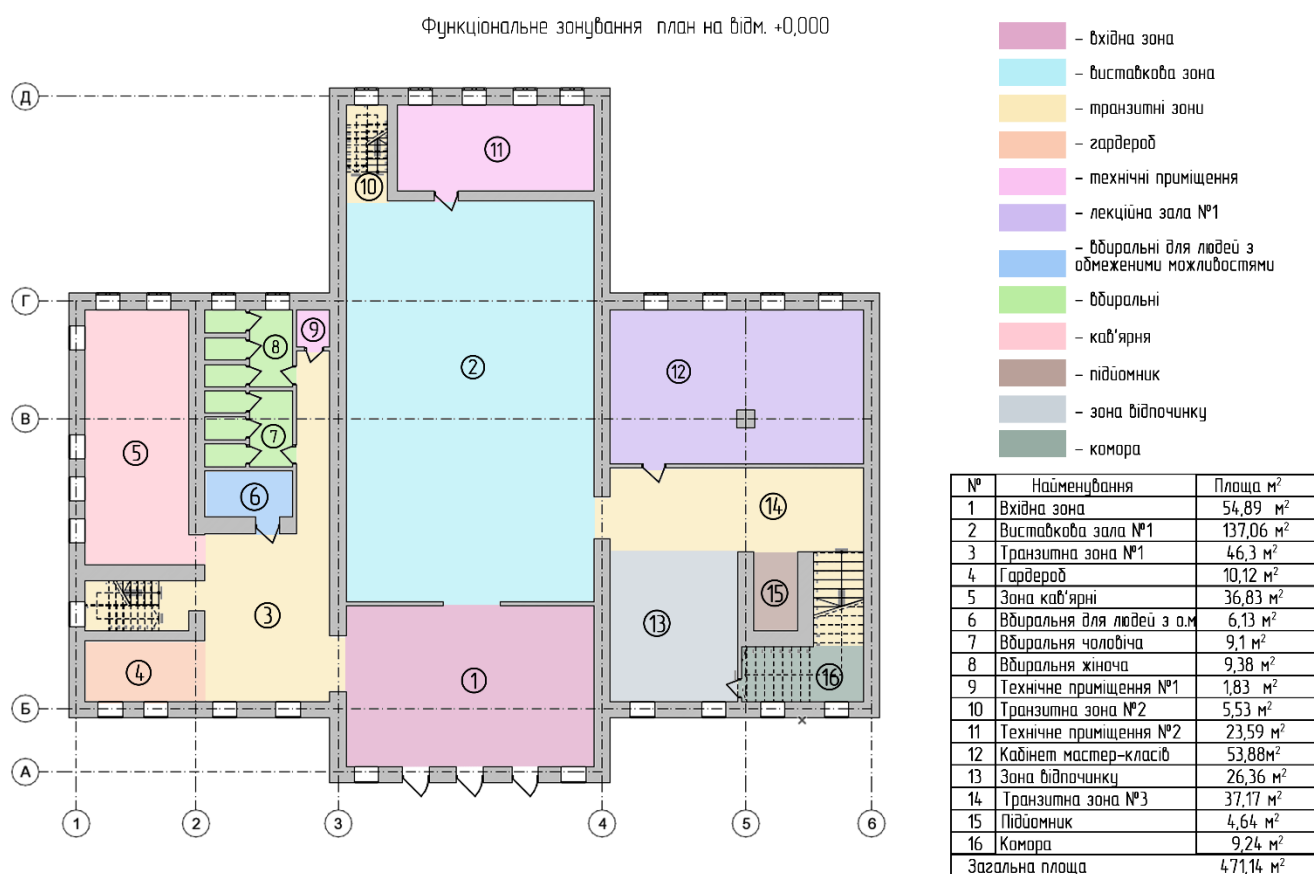 Функціональне зонування план на відм. +0,000
– вхідна зона
– виставкова зона
– транзитні зони
– гардероб
– технічні приміщення
– лекційна зала №1
– вбиральні для людей з
обмеженими можливостями
– вбиральні
– кав'ярня
– підйомник
– зона відпочинку
– комора
Д
Г
В
Б
А
1
2
3
4
5
6
11
10
9
8
2
12
7
5
6
14
15
3
13
4
1
16
№ Найменування Площа м²
1 Вхідна зона 54,89 м²
2 Виставкова зала №1 137,06 м²
3 Транзитна зона №1 46,3 м²
4 Гардероб 10,12 м²
5 Зона кав'ярні 36,83 м²
6 Вбиральня для людей з о.м 6,13 м²
7 Вбиральня чоловіча 9,1 м²
8 Вбиральня жіноча 9,38 м²
9 Технічне приміщення №1 1,83 м²
10 Транзитна зона №2 5,53 м²
11 Технічне приміщення №2 23,59 м²
12 Кабінет мастер-класів 53,88м²
13 Зона відпочинку 26,36 м²
14 Транзитна зона №3 37,17 м²
15 Підйомник 4,64 м²
16 Комора 9,24 м²
Загальна площа 471,14 м²